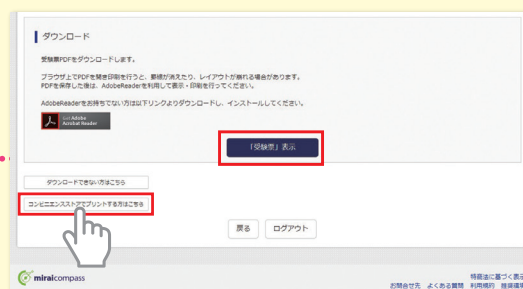 ダウンロード
受験票PDFをダウンロードします。
ブラウザ上でPDFを開き印刷を行うと、罫線が消えたり、レイアウトが崩れる場合があります。
PDFを保存した後は、AdobeReaderを利用して表示・印刷を行ってください。
AdobeReaderをお持ちでない方は以下リンクよりダウンロードし、インストールしてください。
Get Adobe
Acrobat Reader
「受験票」表示
ダウンロードできない方はこちら
コンビニエンスストアでプリントする方はこちら
戻る ログアウト
miraicompass
特商法に基づく表示
お問合せ先 よくある質問 利用規約 推奨環境